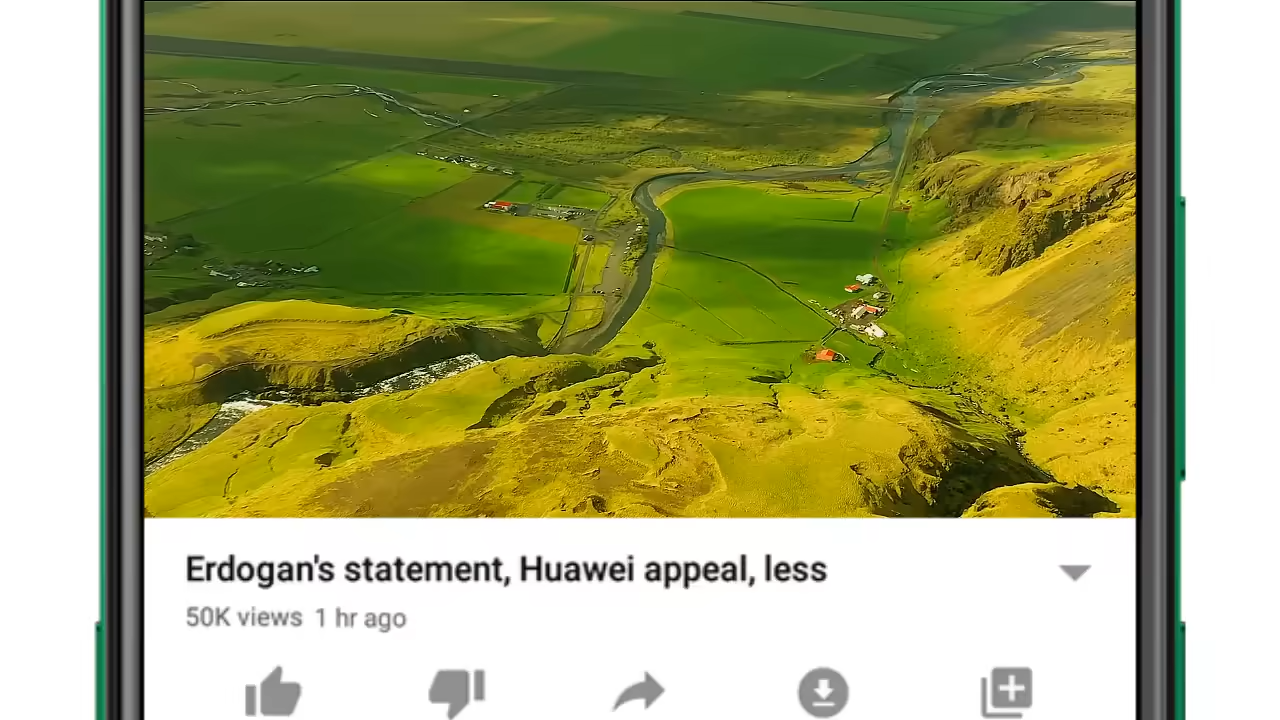 Erdogan's statement, Huawei appeal, less
50K views 1 hr ago